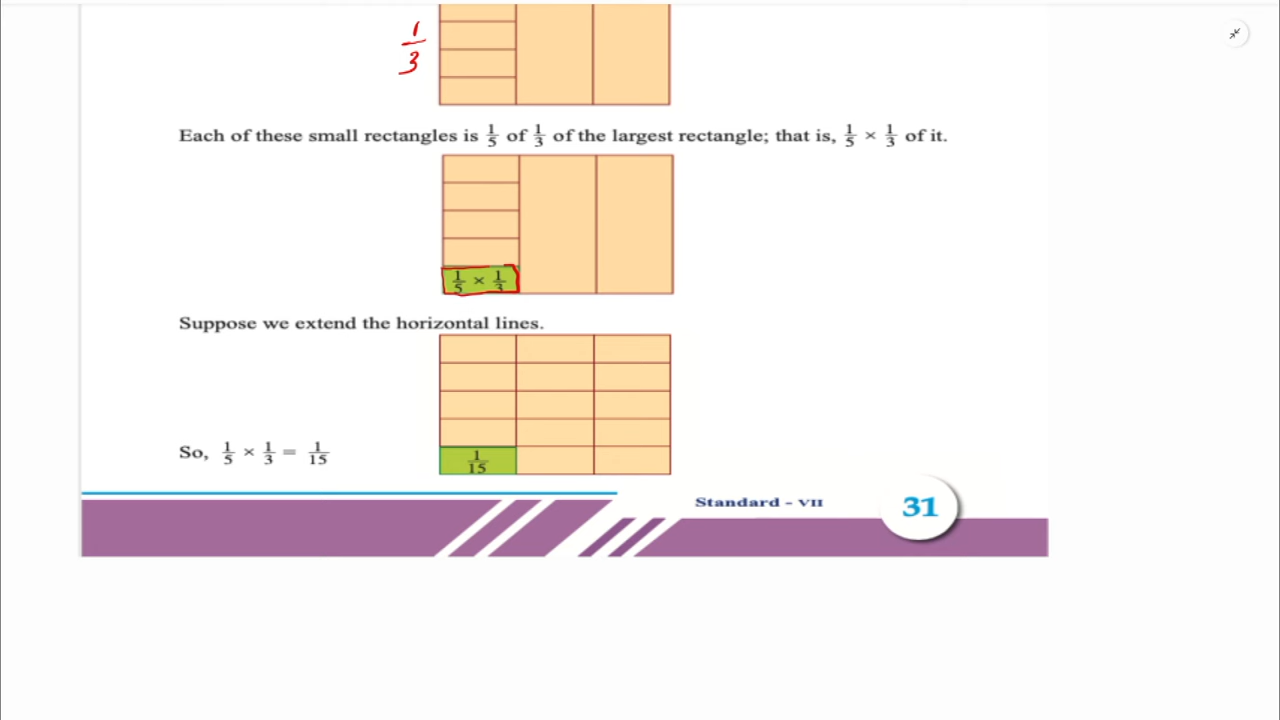 1/3
Each of these small rectangles is 1/5 of 1/3 of the largest rectangle; that is, 1/5 × 1/3 of it.
1/5 × 1/3
Suppose we extend the horizontal lines.
So, 1/5 × 1/3 = 1/15
1/15
Standard - VII
31